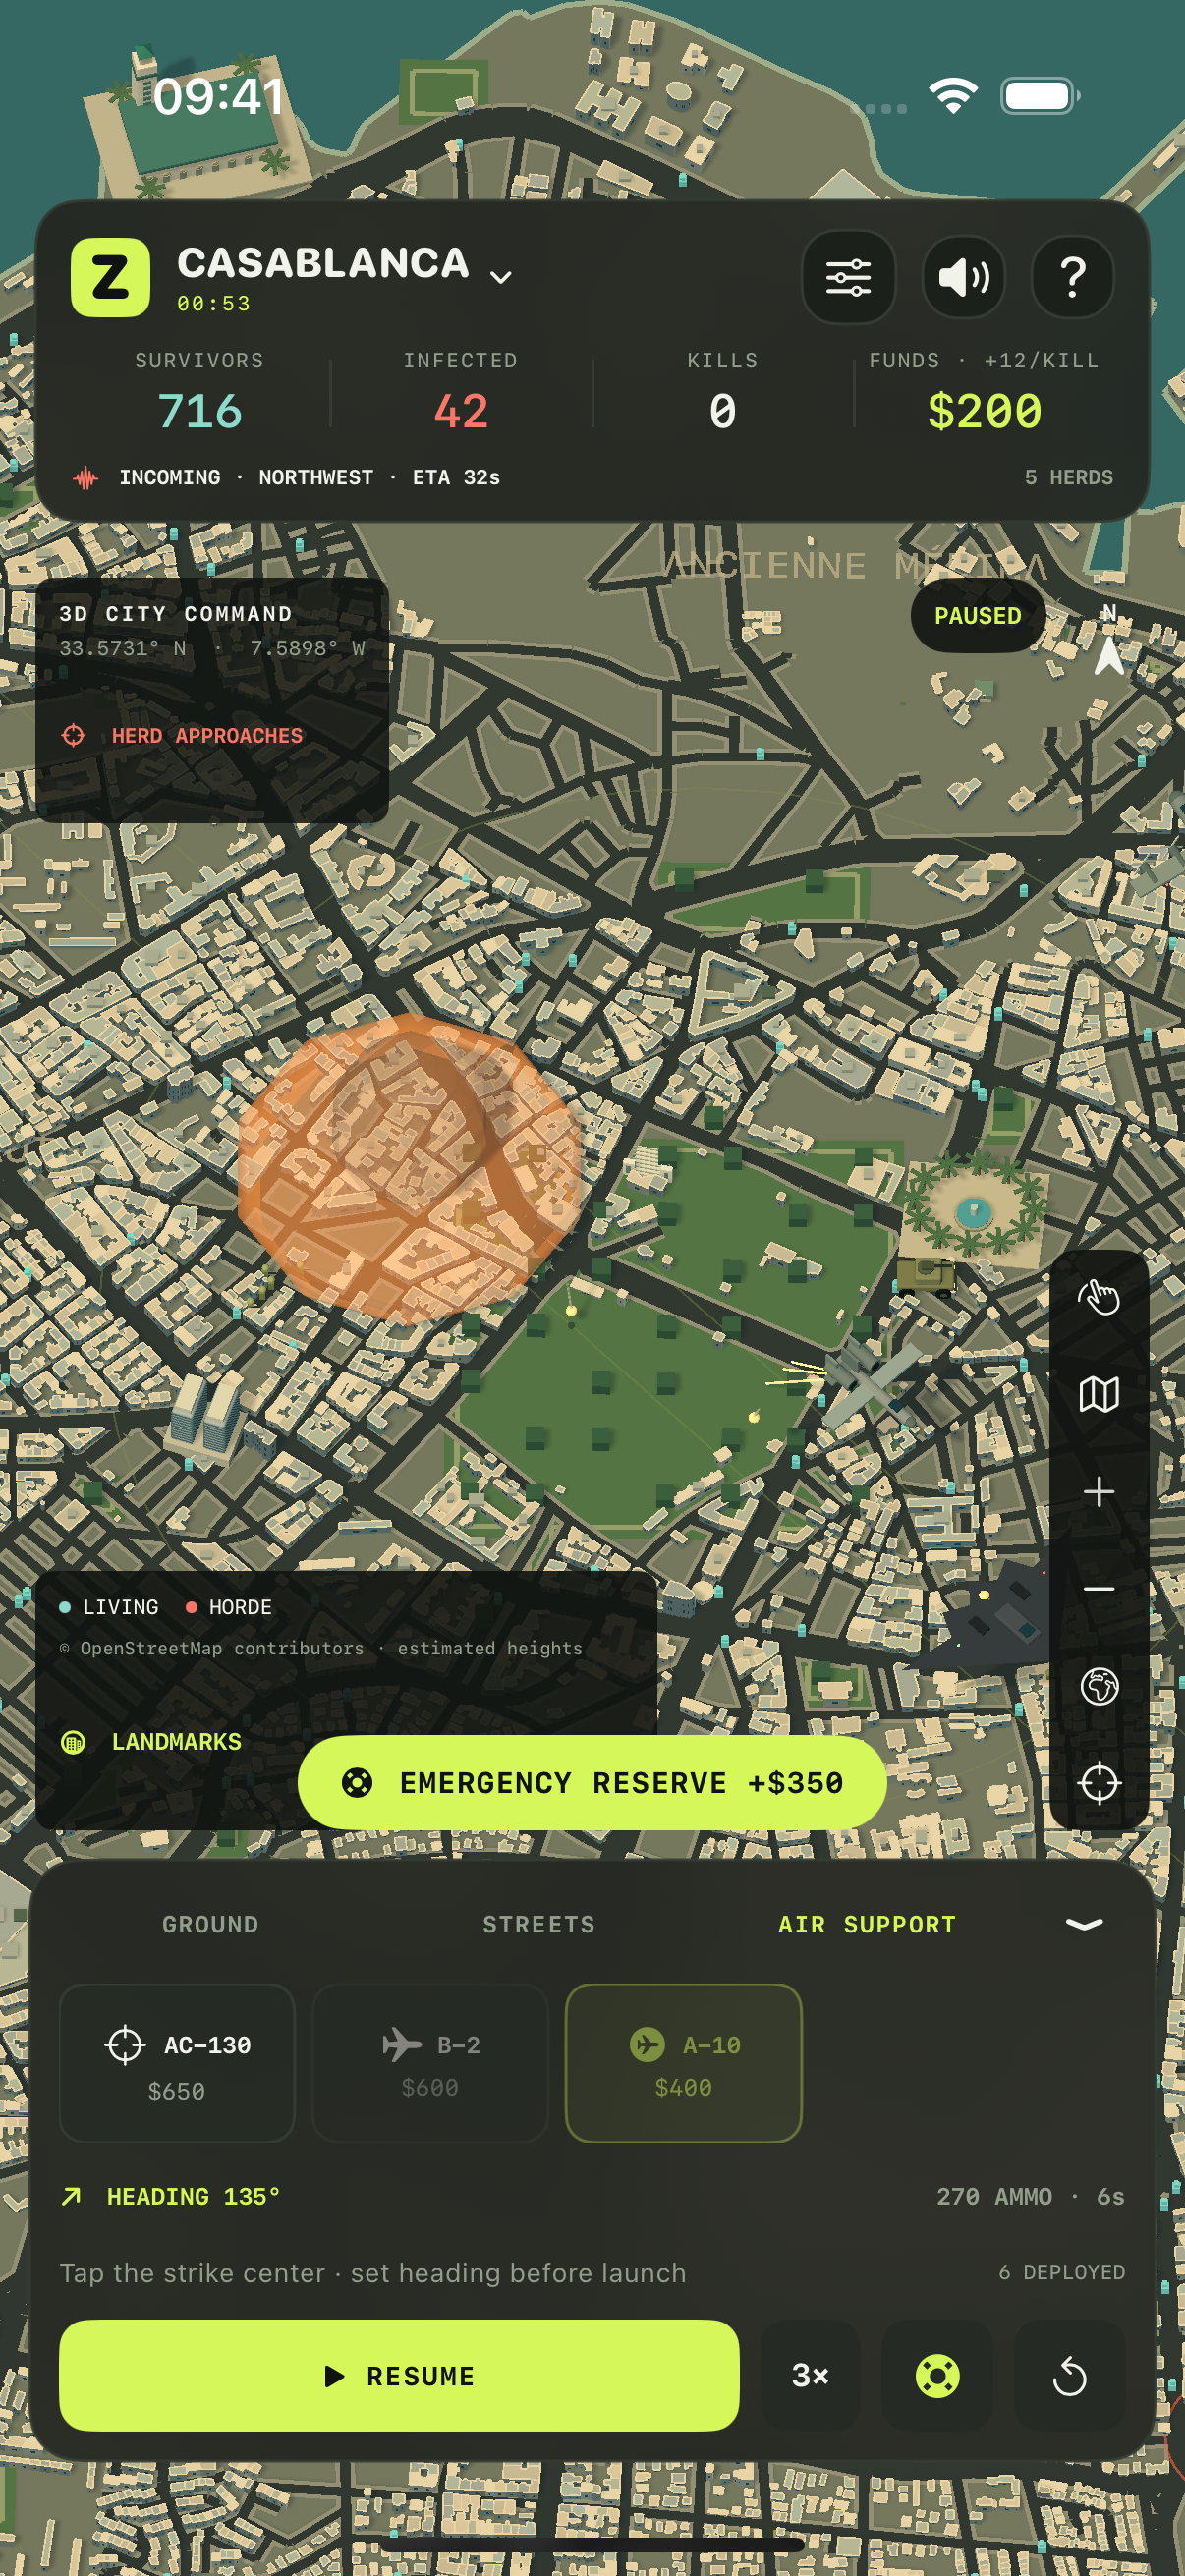 09:41
Z CASABLANCA
00:53
SURVIVORS INFECTED KILLS FUNDS · +12/KILL
716 42 0 $200
INCOMING · NORTHWEST · ETA 32s 5 HERDS
ANCIENNE MÉDINA
3D CITY COMMAND
33.5731° N · 7.5898° W
PAUSED
N
HERD APPROACHES
LIVING HORDE
© OpenStreetMap contributors · estimated heights
LANDMARKS
EMERGENCY RESERVE +$350
GROUND STREETS AIR SUPPORT
AC-130 B-2 A-10
$650 $600 $400
HEADING 135° 270 AMMO · 6s
Tap the strike center · set heading before launch 6 DEPLOYED
RESUME 3×